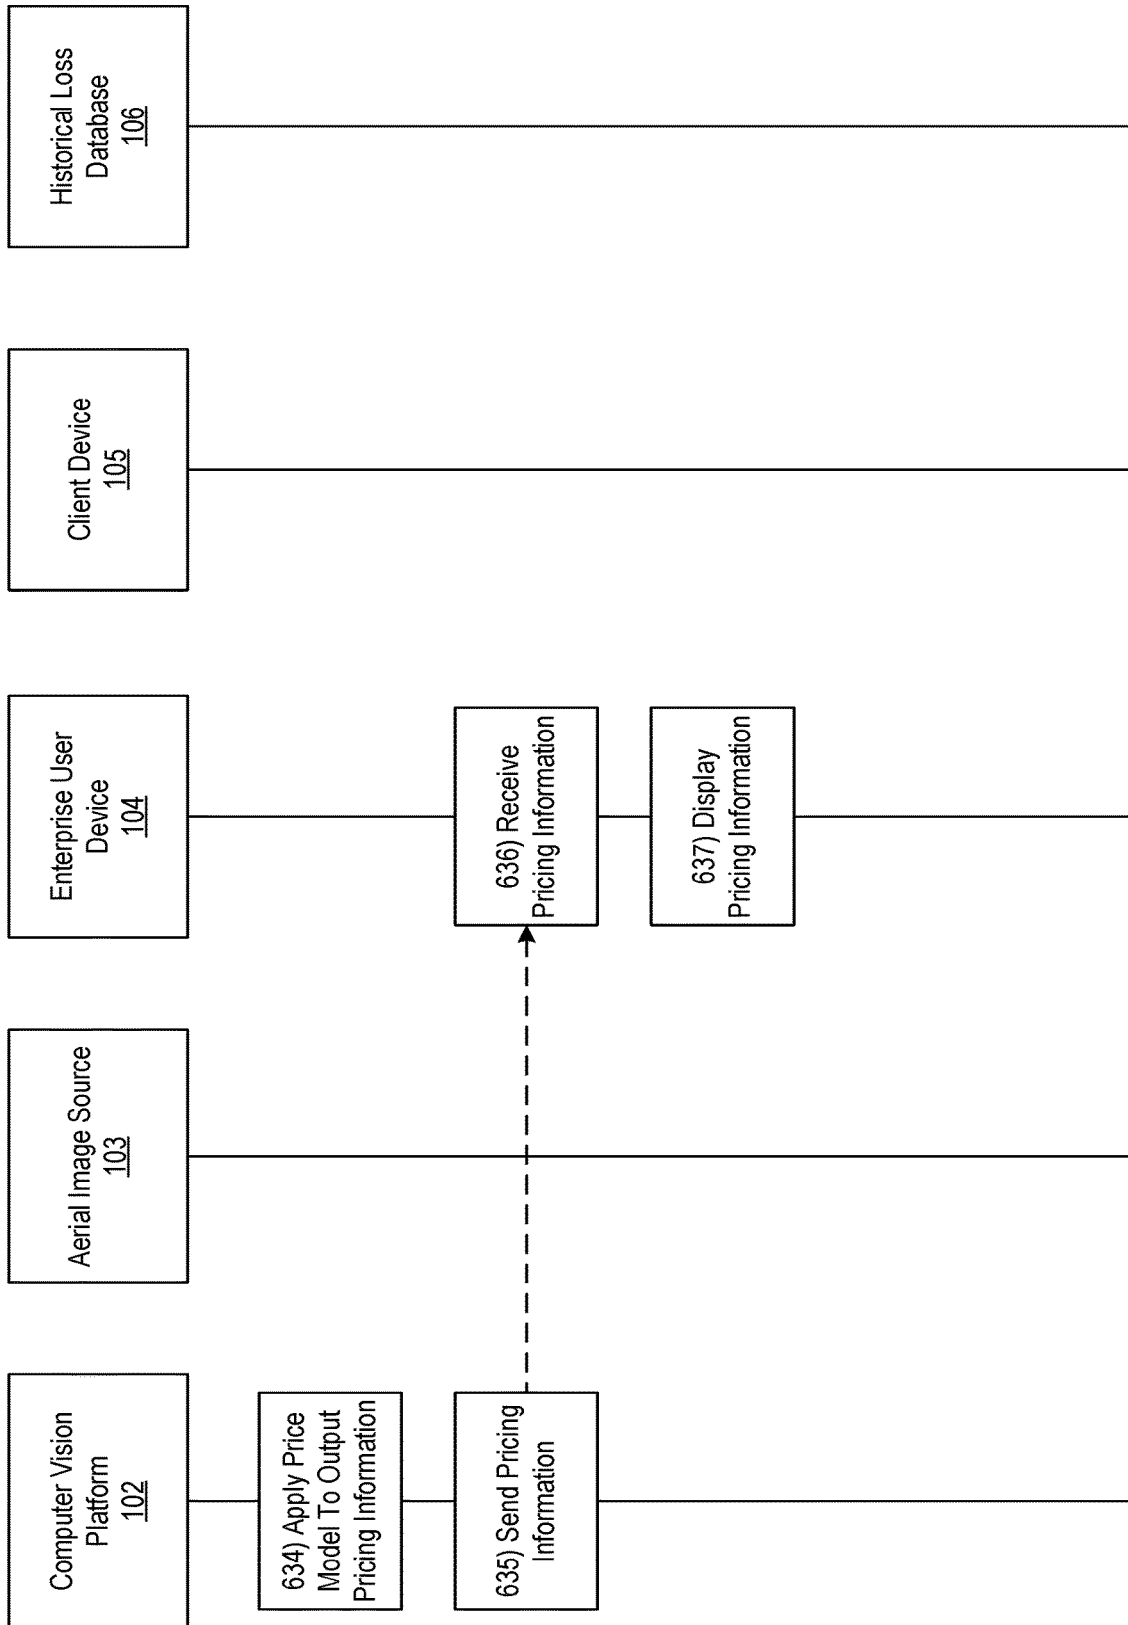 Computer Vision
Platform
102
Aerial Image Source
103
Enterprise User
Device
104
Client Device
105
Historical Loss
Database
106
634) Apply Price
Model To Output
Pricing Information
635) Send Pricing
Information
636) Receive
Pricing Information
637) Display
Pricing Information